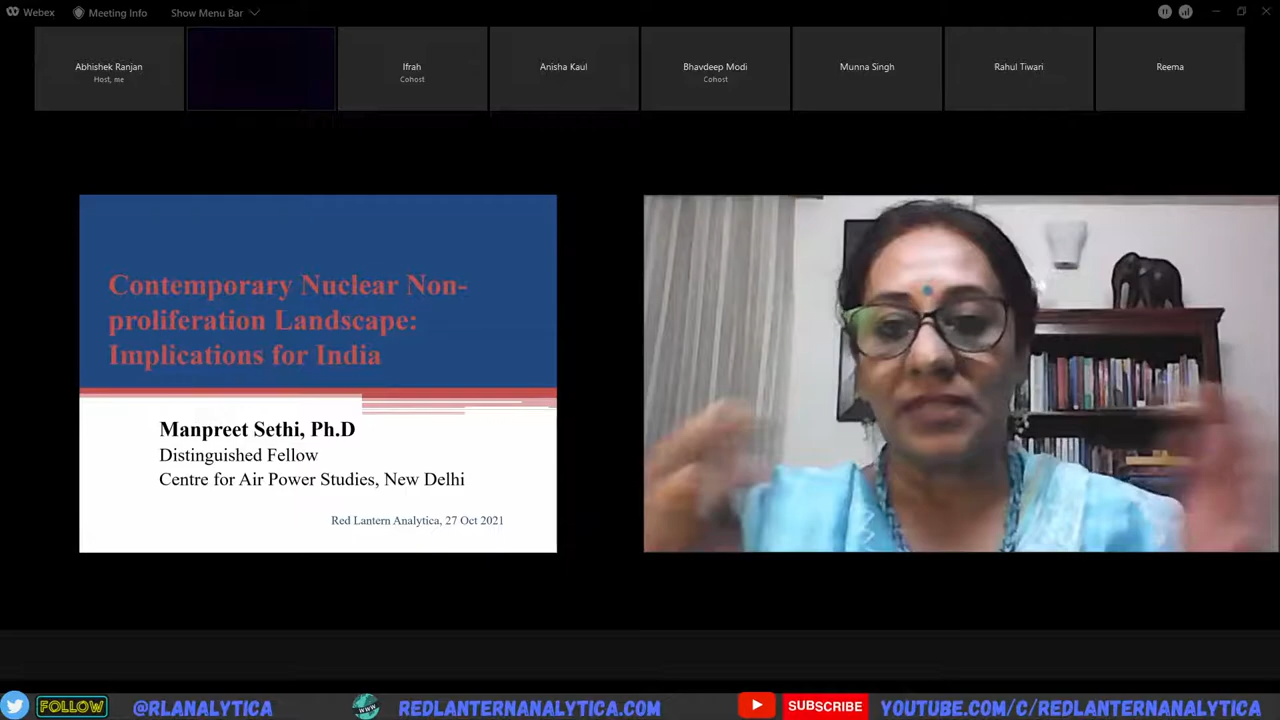 Webex
Meeting Info
Show Menu Bar
Abhishek Ranjan
Host, me
Ifrah
Cohost
Anisha Kaul
Bhavdeep Modi
Cohost
Munna Singh
Rahul Tiwari
Reema
Contemporary Nuclear Non-
proliferation Landscape:
Implications for India
Manpreet Sethi, Ph.D
Distinguished Fellow
Centre for Air Power Studies, New Delhi
Red Lantern Analytica, 27 Oct 2021
FOLLOW
@RLANALYTICA
WWW
REDLANTERNANALYTICA.COM
SUBSCRIBE
YOUTUBE.COM/C/REDLANTERNANALYTICA